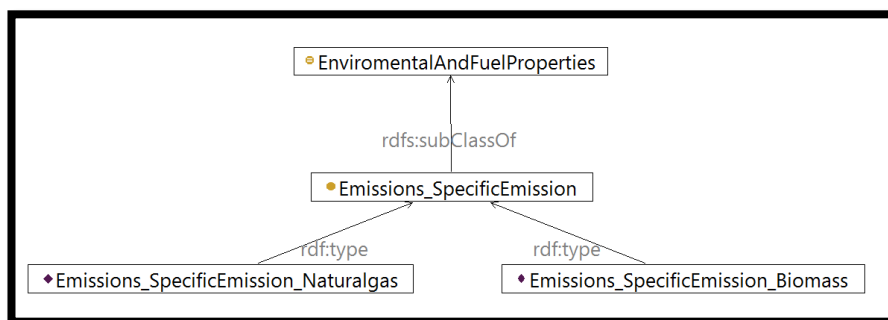 EnviromentalAndFuelProperties
rdfs:subClassOf
Emissions_SpecificEmission
rdf:type rdf:type
Emissions_SpecificEmission_Naturalgas Emissions_SpecificEmission_Biomass